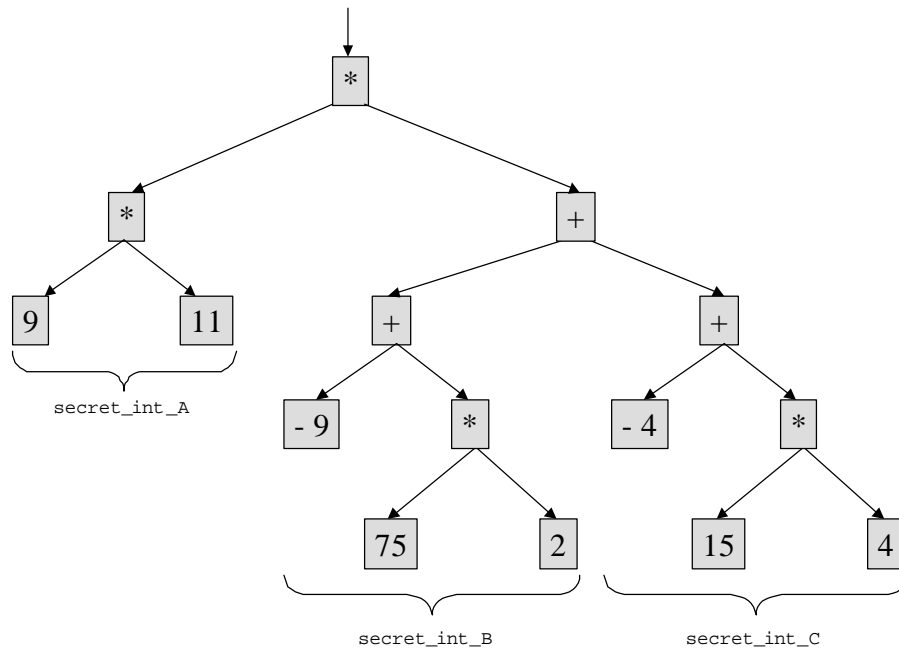 *
* +
9 11 + +
secret_int_A
- 9 * - 4 *
75 2 15 4
secret_int_B secret_int_C